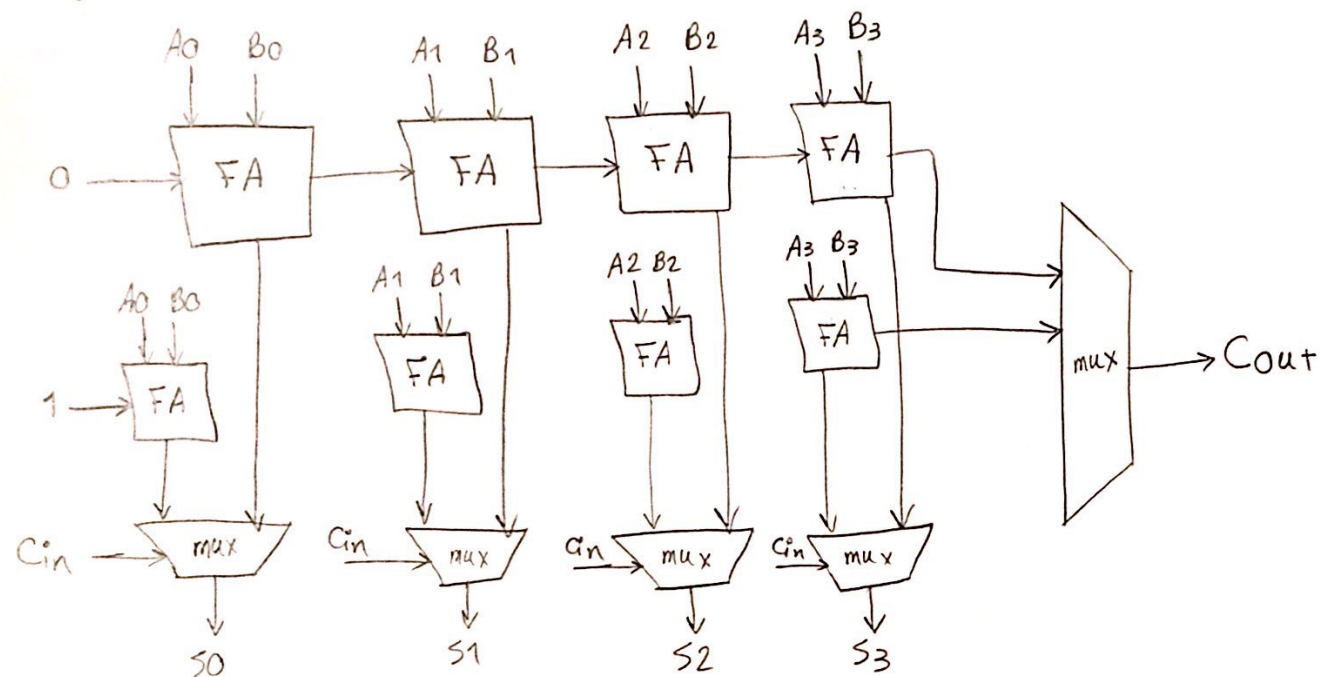 A0 B0 A1 B1 A2 B2 A3 B3
0 FA FA FA FA
A0 B0 A1 B1 A2 B2 A3 B3
1 FA FA FA FA mux Cout
Cin mux Cin mux Cin mux Cin mux
S0 S1 S2 S3